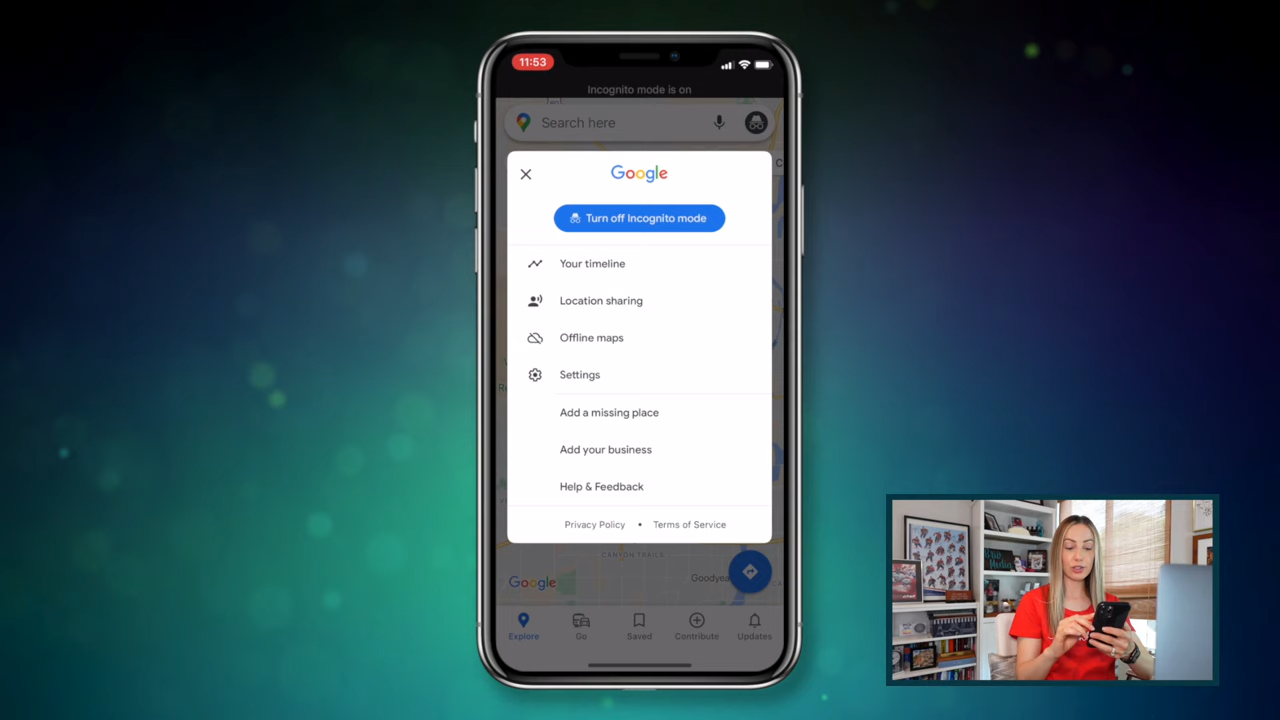 11:53
Incognito mode is on
Search here
Google
Turn off Incognito mode
Your timeline
Location sharing
Offline maps
Settings
Add a missing place
Add your business
Help & Feedback
Privacy Policy • Terms of Service
CANYON TRAILS
Google
Goodye
Explore
Go
Saved
Contribute
Updates